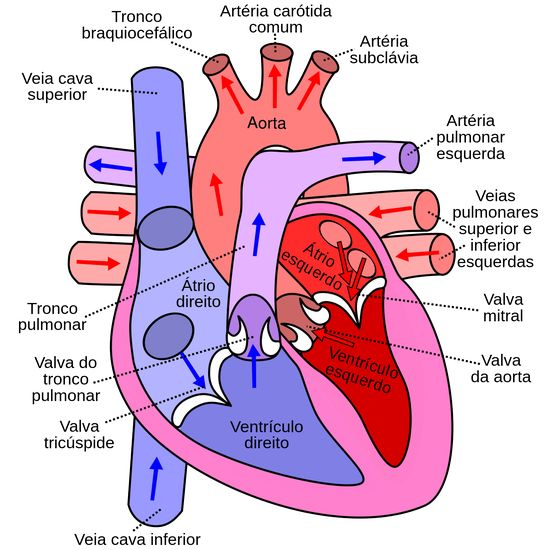 Tronco
braquiocefálico
Artéria carótida
comum
Artéria
subclávia
Veia cava
superior
Aorta
Artéria
pulmonar
esquerda
Veias
pulmonares
superior e
inferior
esquerdas
Átrio
esquerdo
Átrio
direito
Tronco
pulmonar
Valva
mitral
Valva do
tronco
pulmonar
Valva
da aorta
Ventrículo
esquerdo
Valva
tricúspide
Ventrículo
direito
Veia cava inferior